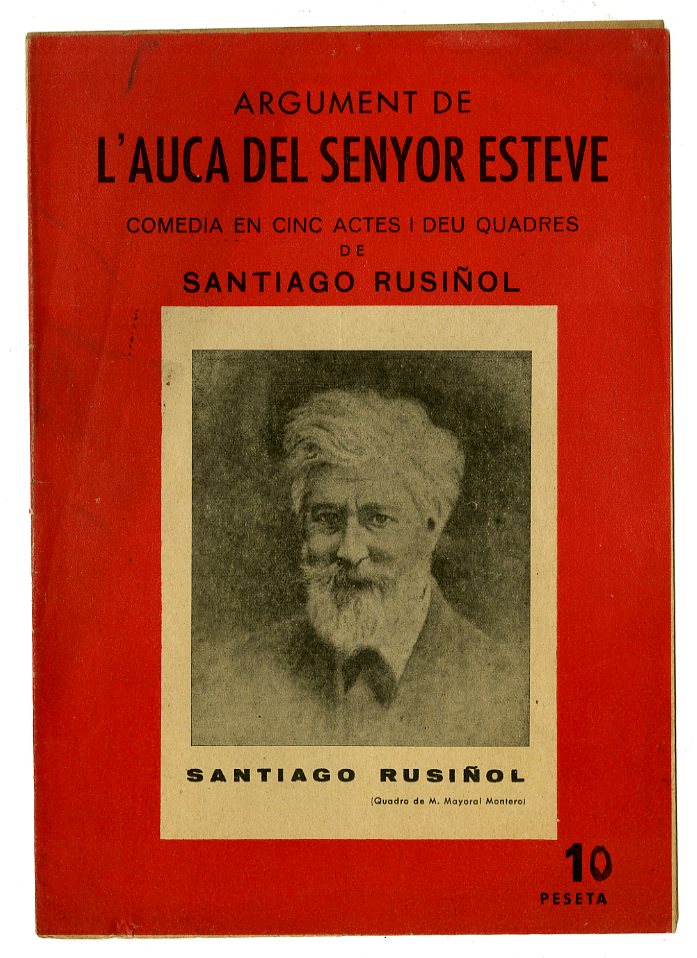 ARGUMENT DE
L'AUCA DEL SENYOR ESTEVE
COMEDIA EN CINC ACTES I DEU QUADRES
DE
SANTIAGO RUSIÑOL
SANTIAGO RUSIÑOL
(Quadro de M. Mayoral Montero)
10
PESETA